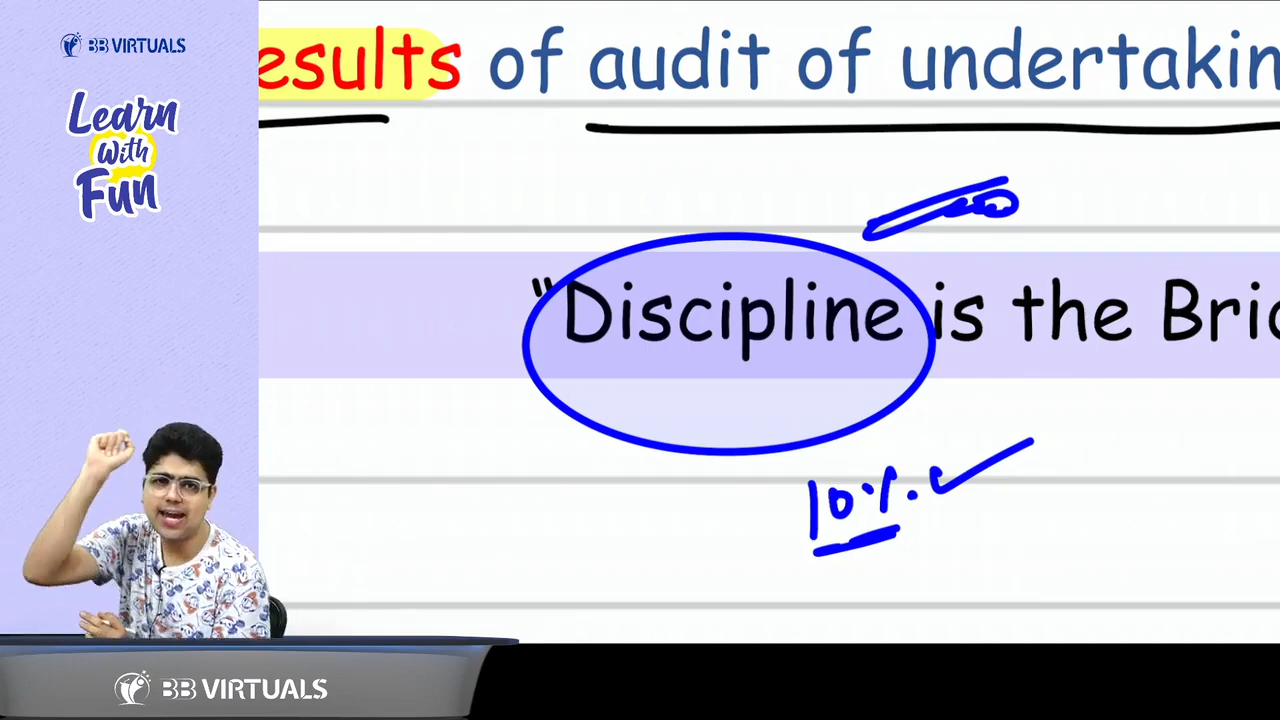 BB VIRTUALS
Learn
With
Fun
esults of audit of undertakin
"Discipline is the Bri
10%.
BB VIRTUALS